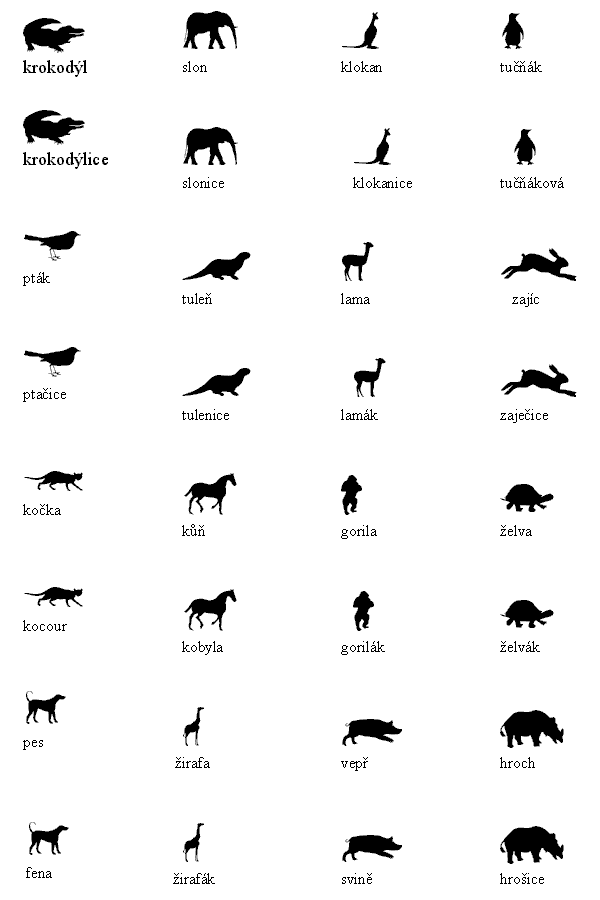 krokodýl
slon
klokan
tučňák
krokodýlice
slonice
klokanice
tučňáková
pták
tuleň
lama
zajíc
ptačice
tulenice
lamák
zaječice
kočka
kůň
gorila
želva
kocour
kobyla
gorilák
želvák
pes
žirafa
vepř
hroch
fena
žirafák
svině
hrošice